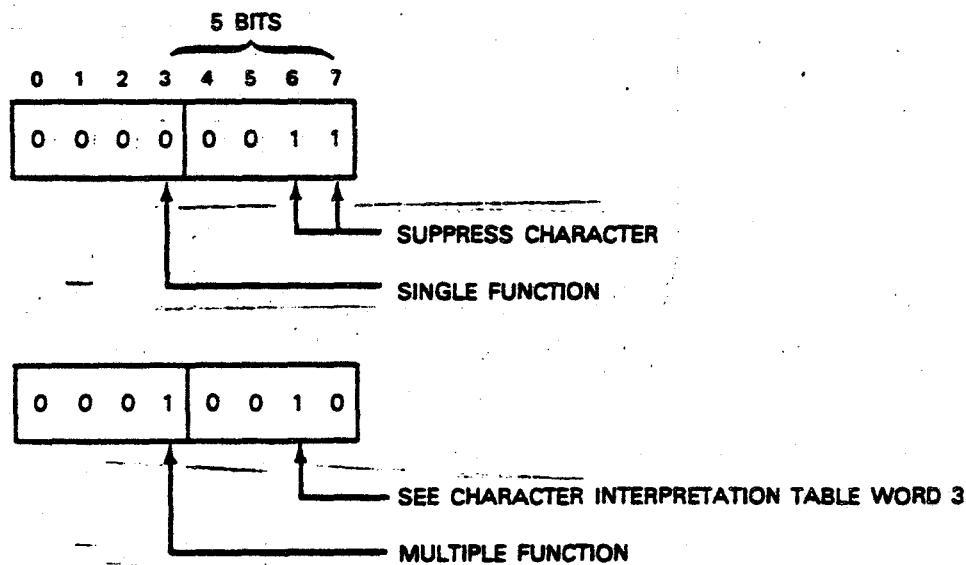 5 BITS
0 1 2 3 4 5 6 7
0 0 0 0 0 0 1 1
SUPPRESS CHARACTER
SINGLE FUNCTION
0 0 0 1 0 0 1 0
SEE CHARACTER INTERPRETATION TABLE WORD 3
MULTIPLE FUNCTION